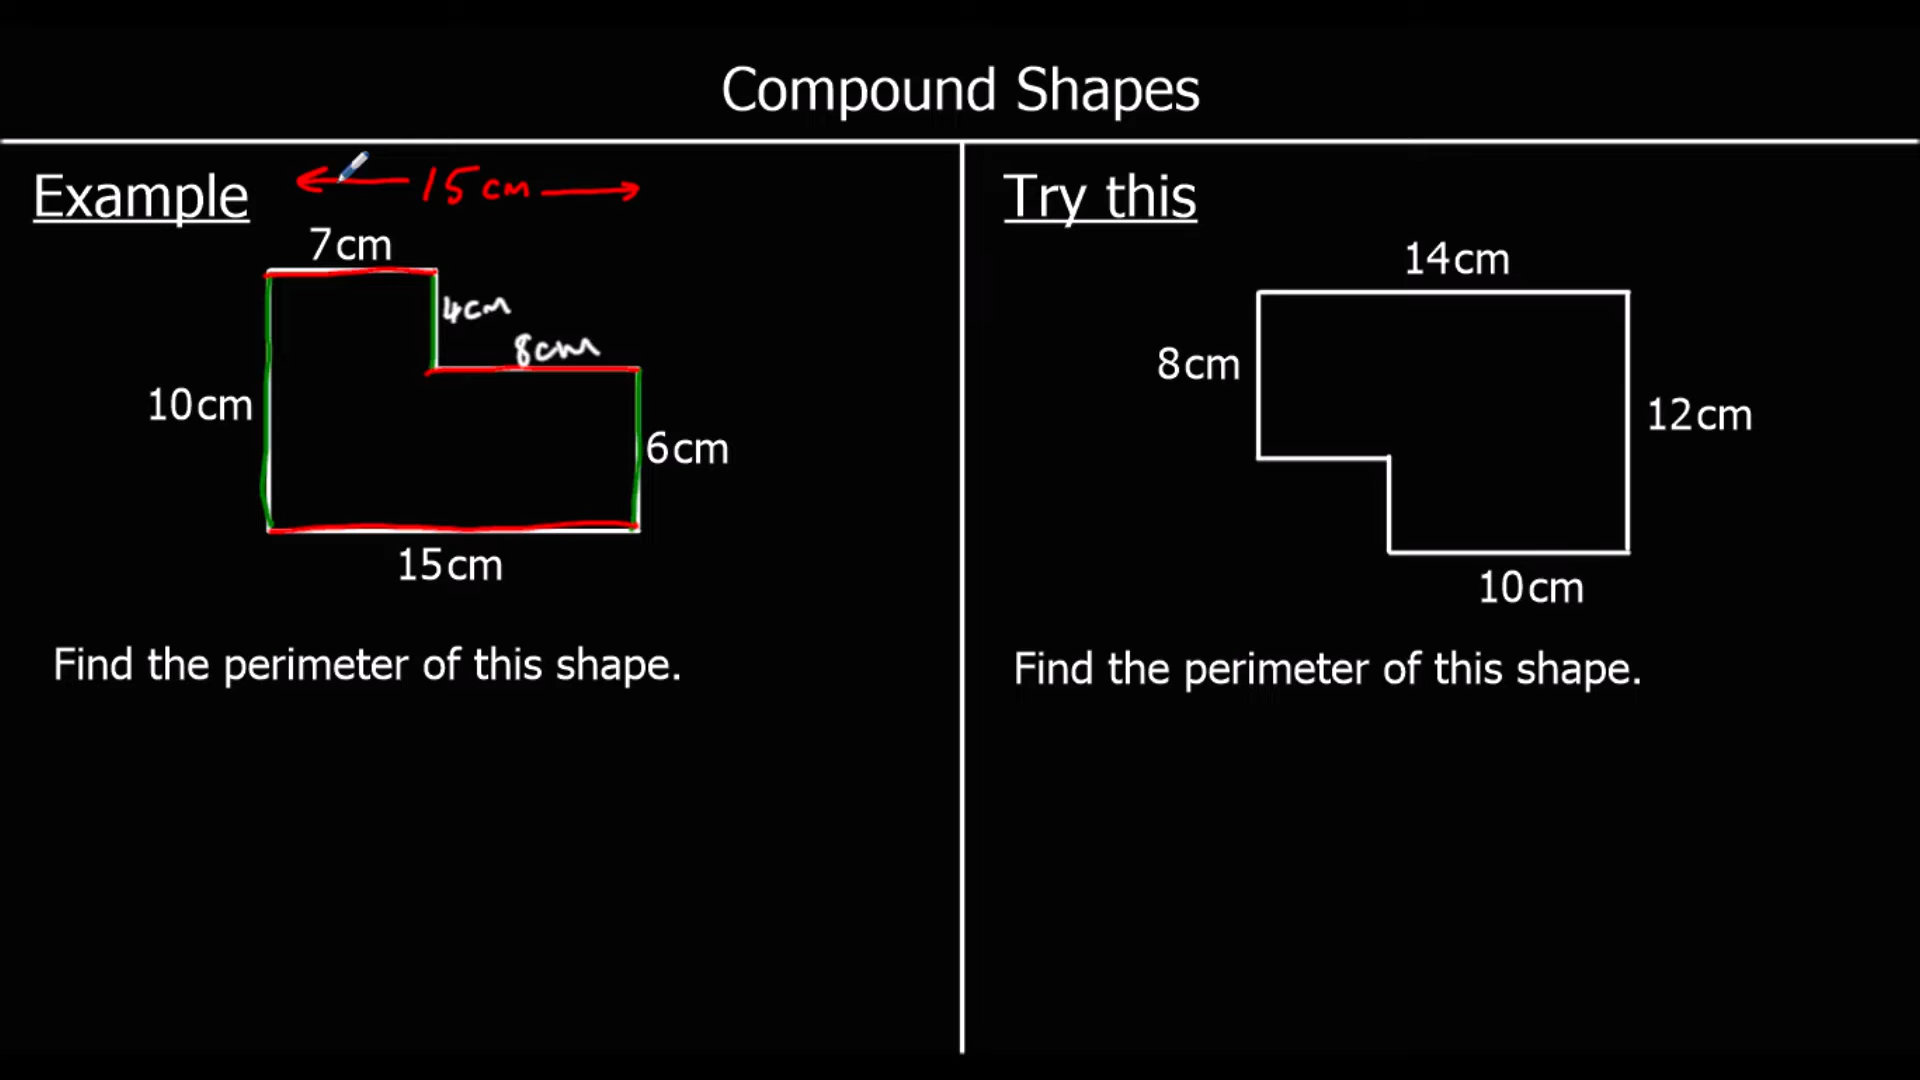 Compound Shapes
Example
15cm
7cm
4cm
8cm
10cm
6cm
15cm
Find the perimeter of this shape.
Try this
14cm
8cm
12cm
10cm
Find the perimeter of this shape.